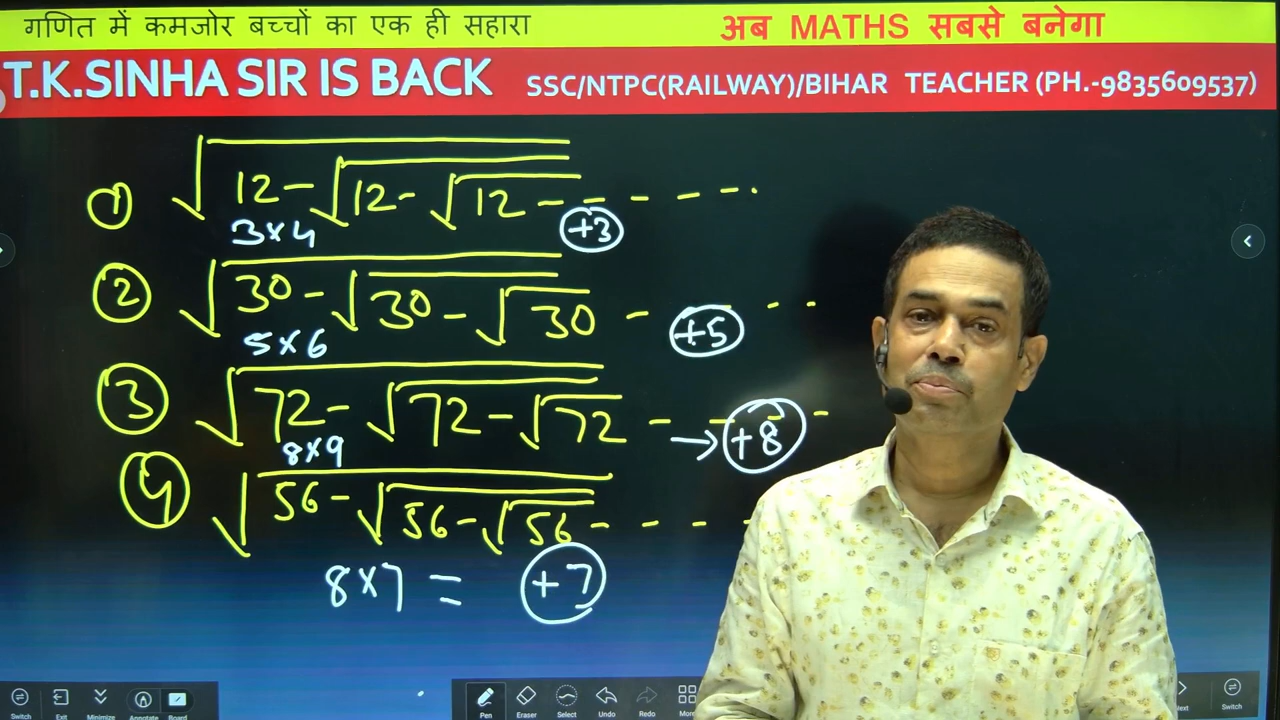 गणित में कमजोर बच्चों का एक ही सहारा
अब MATHS सबसे बनेगा
T.K.SINHA SIR IS BACK
SSC/NTPC(RAILWAY)/BIHAR TEACHER (PH.-9835609537)
① √12-√12-√12------.
3×4
+3
② √30-√30-√30----
5×6
+5
③ √72-√72-√72---- → +8
8×9
④ √56-√56-√56----
8×7 = +7
Switch
Exit
Minimize
Annotate
Board
Pen
Eraser
Select
Undo
Redo
More
Next
Switch